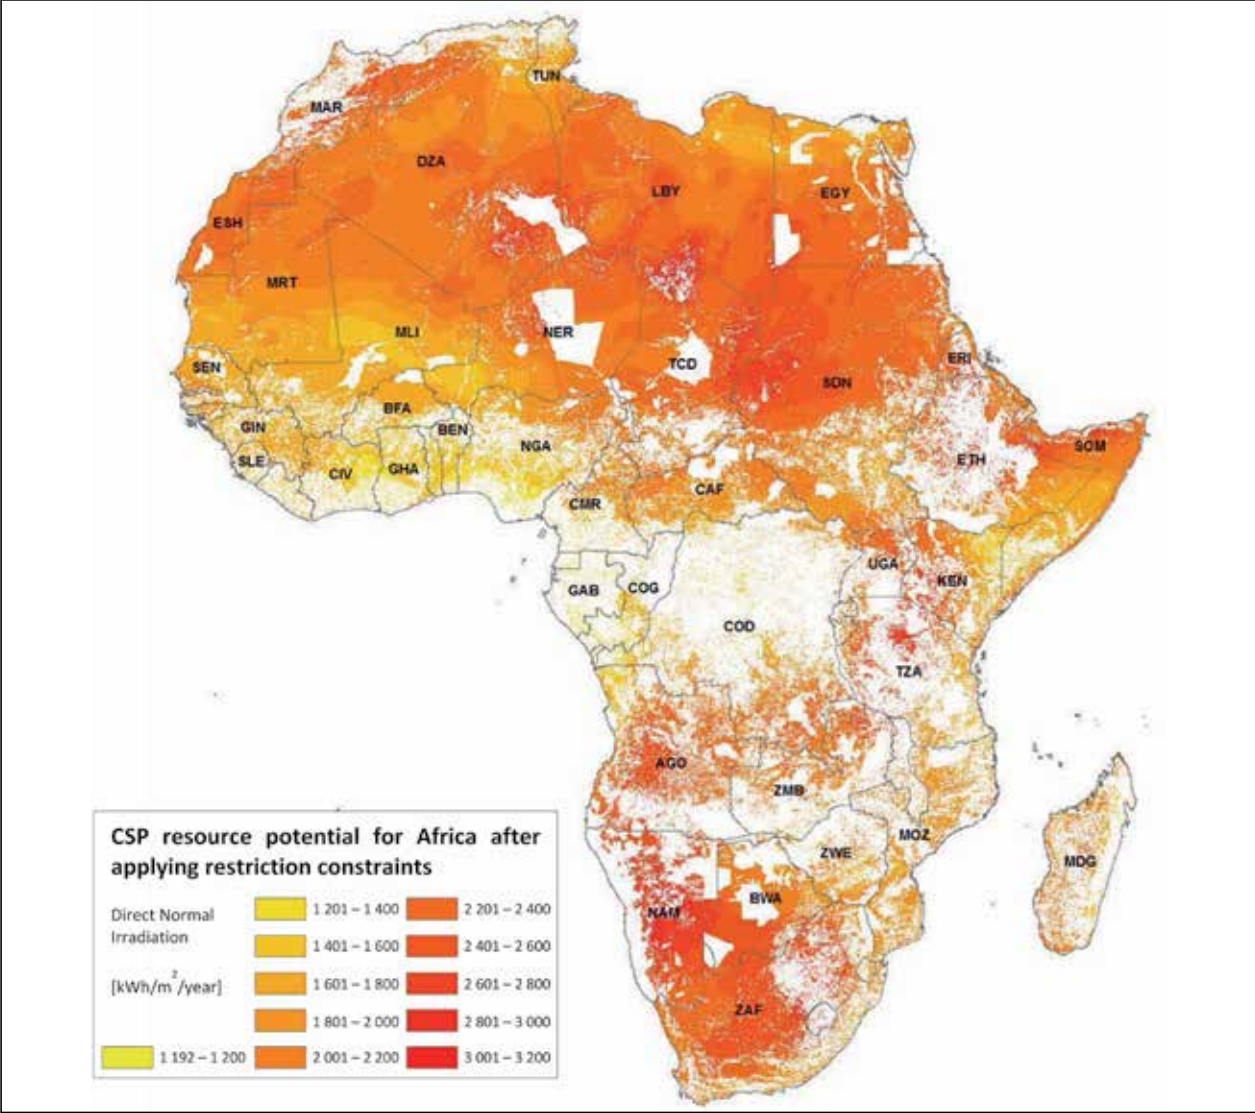 TUN
MAR
DZA
LBY
EGY
ESH
MRT
MLI
NER
TCD
SDN
ERI
SEN
BFA
GIN
BEN
NGA
SLE
CIV
GHA
ETH
SOM
CMR
CAF
UGA
KEN
GAB
COG
COD
TZA
AGO
ZMB
MOZ
ZWE
MDG
NAM
BWA
ZAF
CSP resource potential for Africa after
applying restriction constraints
Direct Normal
Irradiation
[kWh/m2/year]
1 201 – 1 400
2 201 – 2 400
1 401 – 1 600
2 401 – 2 600
1 601 – 1 800
2 601 – 2 800
1 801 – 2 000
2 801 – 3 000
1 192 – 1 200
2 001 – 2 200
3 001 – 3 200